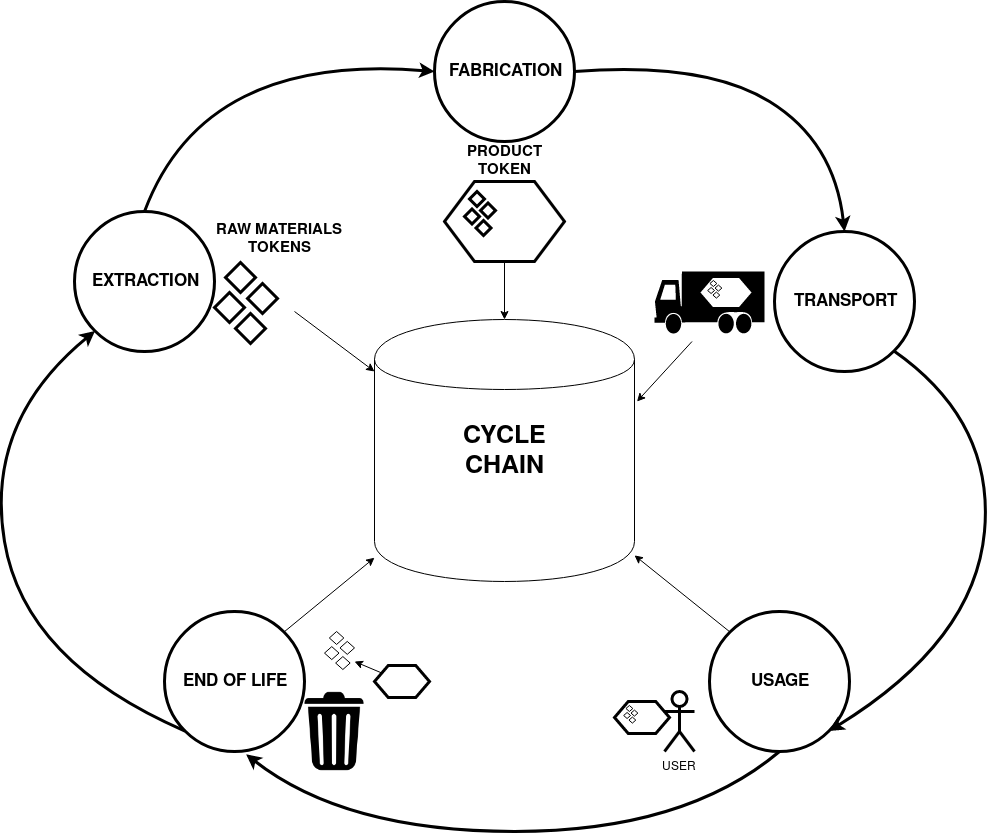 FABRICATION
PRODUCT
TOKEN
RAW MATERIALS
TOKENS
EXTRACTION
TRANSPORT
CYCLE
CHAIN
END OF LIFE
USAGE
USER